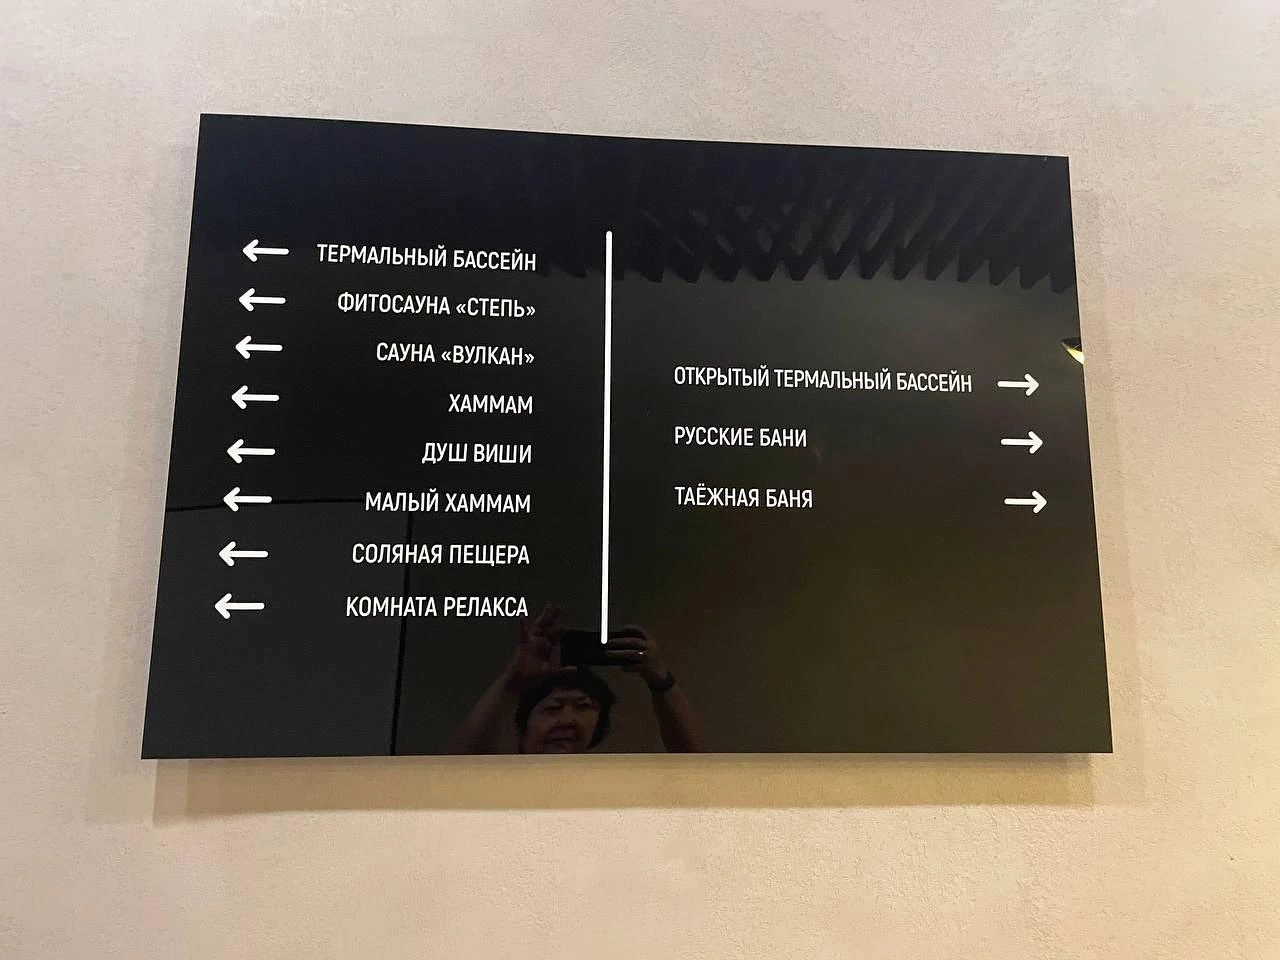 ТЕРМАЛЬНЫЙ БАССЕЙН
ФИТОСАУНА «СТЕПЬ»
САУНА «ВУЛКАН»
ХАММАМ
ДУШ ВИШИ
МАЛЫЙ ХАММАМ
СОЛЯНАЯ ПЕЩЕРА
КОМНАТА РЕЛАКСА
ОТКРЫТЫЙ ТЕРМАЛЬНЫЙ БАССЕЙН
РУССКИЕ БАНИ
ТАЁЖНАЯ БАНЯ